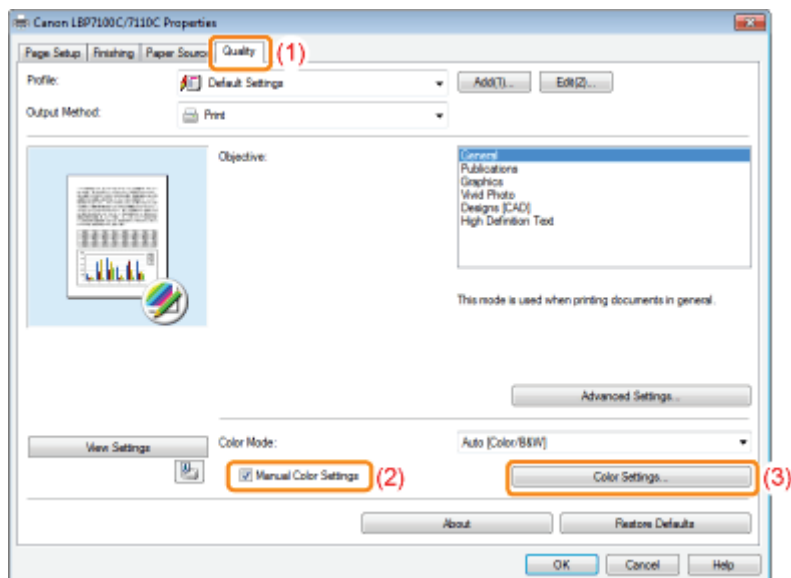 Canon LBP7100C/7110C Properties
Page Setup Finishing Paper Source Quality (1)
Profile: Default Settings Add(1)... Edit(2)...
Output Method: Print
Objective: General
Publications
Graphics
Vivid Photo
Designs [CAD]
High Definition Text
This mode is used when printing documents in general.
Advanced Settings...
View Settings Color Mode: Auto [Color/B&W]
Manual Color Settings (2) Color Settings... (3)
About Restore Defaults
OK Cancel Help